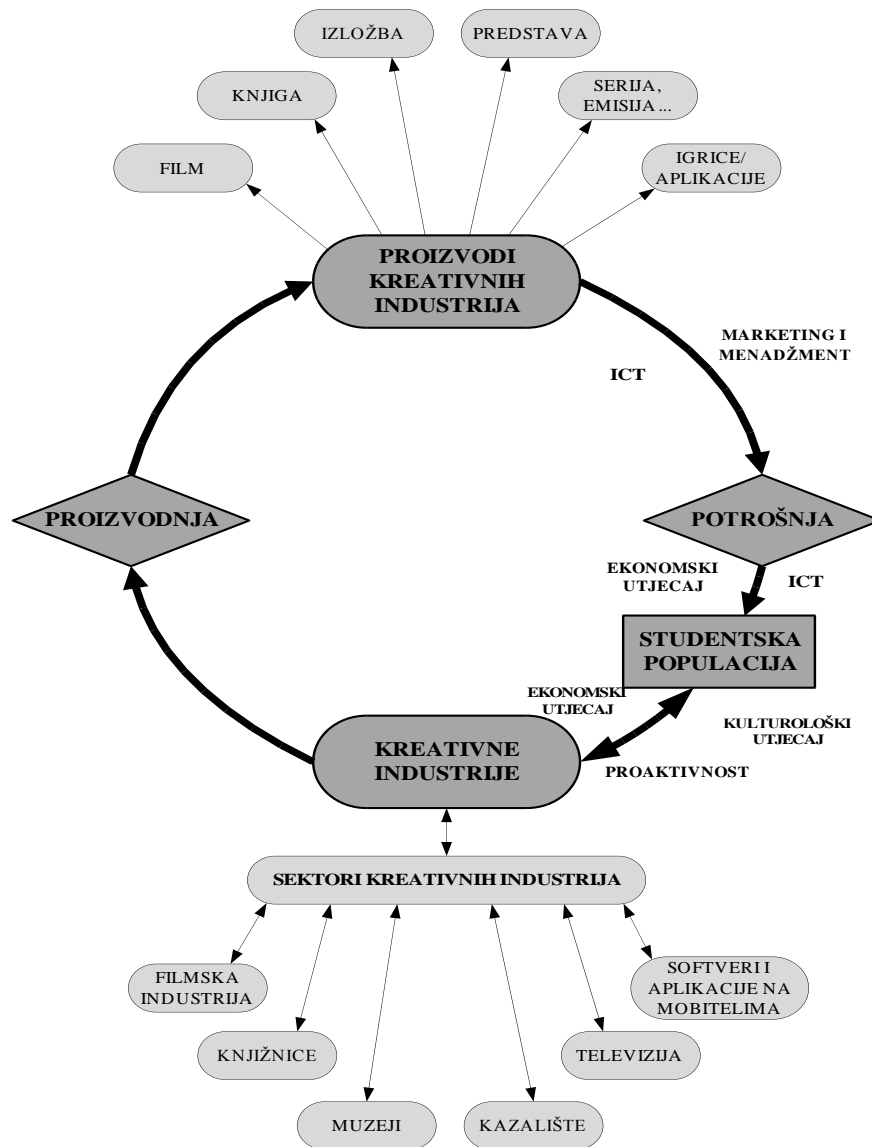 IZLOŽBA
PREDSTAVA
KNJIGA
SERIJA,
EMISIJA ...
FILM
IGRICE/
APLIKACIJE
PROIZVODI
KREATIVNIH
INDUSTRIJA
MARKETING I
MENADŽMENT
ICT
PROIZVODNJA
POTROŠNJA
EKONOMSKI
UTJECAJ
ICT
STUDENTSKA
POPULACIJA
EKONOMSKI
UTJECAJ
KULTUROLOŠKI
UTJECAJ
KREATIVNE
INDUSTRIJE
PROAKTIVNOST
SEKTORI KREATIVNIH INDUSTRIJA
FILMSKA
INDUSTRIJA
SOFTVERI I
APLIKACIJE NA
MOBITELIMA
KNJIŽNICE
TELEVIZIJA
MUZEJI
KAZALIŠTE